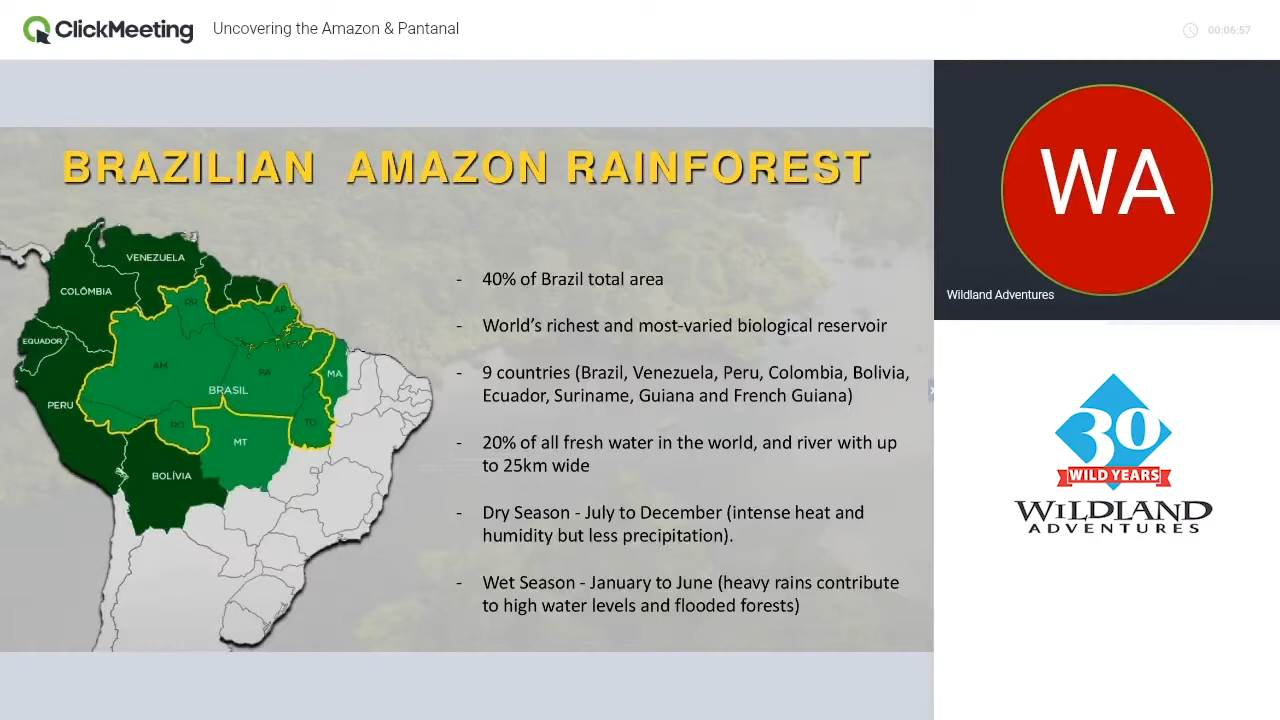 ClickMeeting
Uncovering the Amazon & Pantanal
00:06:57
BRAZILIAN AMAZON RAINFOREST
VENEZUELA
COLÔMBIA
RR
AP
EQUADOR
AM
PA
MA
BRASIL
PERU
RO
TO
MT
BOLÍVIA
- 40% of Brazil total area
- World’s richest and most-varied biological reservoir
- 9 countries (Brazil, Venezuela, Peru, Colombia, Bolivia,
Ecuador, Suriname, Guiana and French Guiana)
- 20% of all fresh water in the world, and river with up
to 25km wide
- Dry Season - July to December (intense heat and
humidity but less precipitation).
- Wet Season - January to June (heavy rains contribute
to high water levels and flooded forests)
WA
Wildland Adventures
30
WILD YEARS
WILDLAND
ADVENTURES